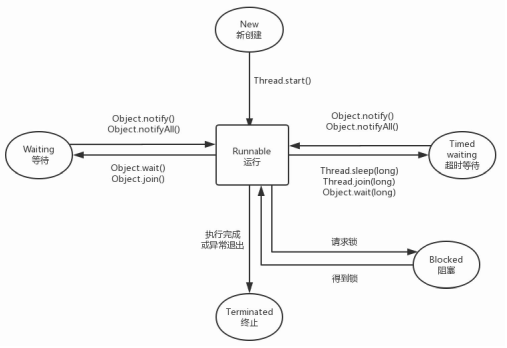 New
新创建
Thread.start()
Object.notify()
Object.notifyAll()
Object.notify()
Object.notifyAll()
Waiting
等待
Runnable
运行
Timed
waiting
超时等待
Object.wait()
Object.join()
Thread.sleep(long)
Thread.join(long)
Object.wait(long)
执行完成
或异常退出
请求锁
Blocked
阻塞
得到锁
Terminated
终止